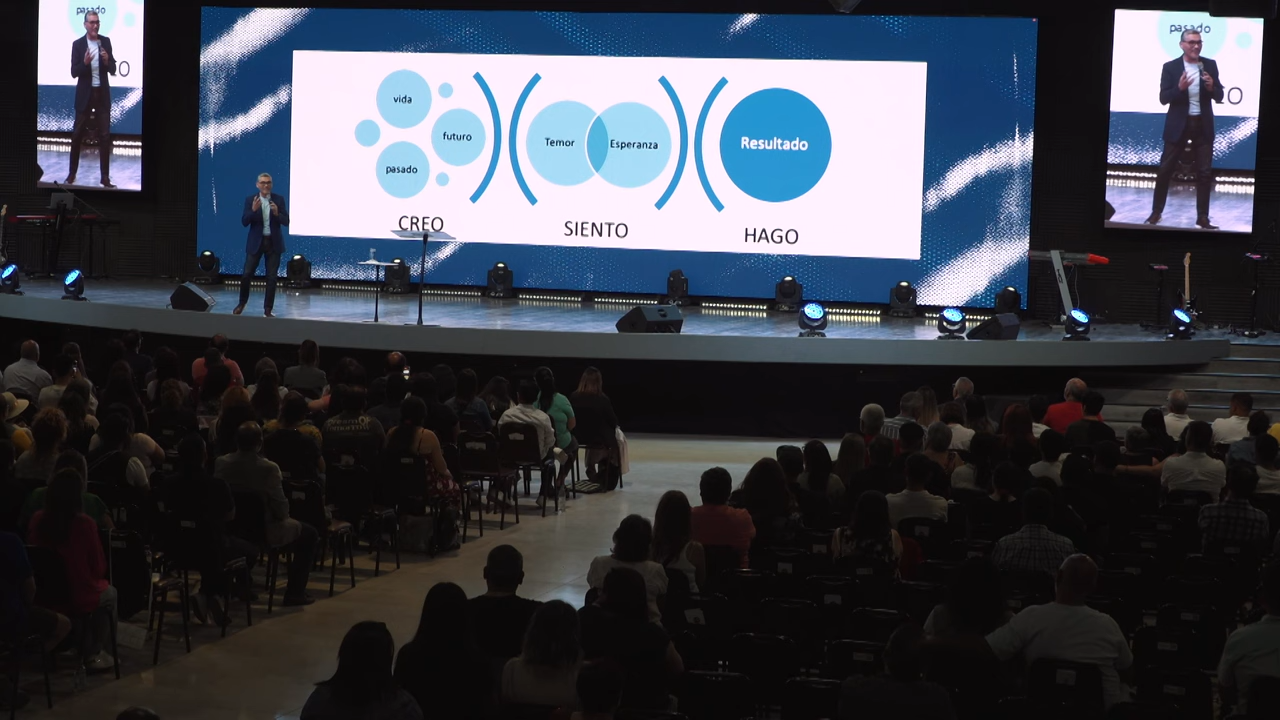 pasado
vida
futuro
pasado
CREO
Temor
Esperanza
SIENTO
Resultado
HAGO
pasado